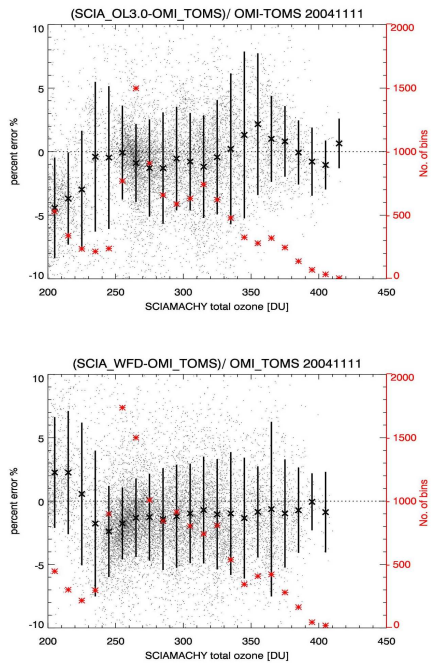 (SCIA_OL3.0-OMI_TOMS)/ OMI-TOMS 20041111
10
5
0
-5
-10
percent error %
2000
1500
1000
500
0
No. of bins
200 250 300 350 400 450
SCIAMACHY total ozone [DU]
(SCIA_WFD-OMI_TOMS)/ OMI_TOMS 20041111
10
5
0
-5
-10
percent error %
2000
1500
1000
500
0
No. of bins
200 250 300 350 400 450
SCIAMACHY total ozone [DU]